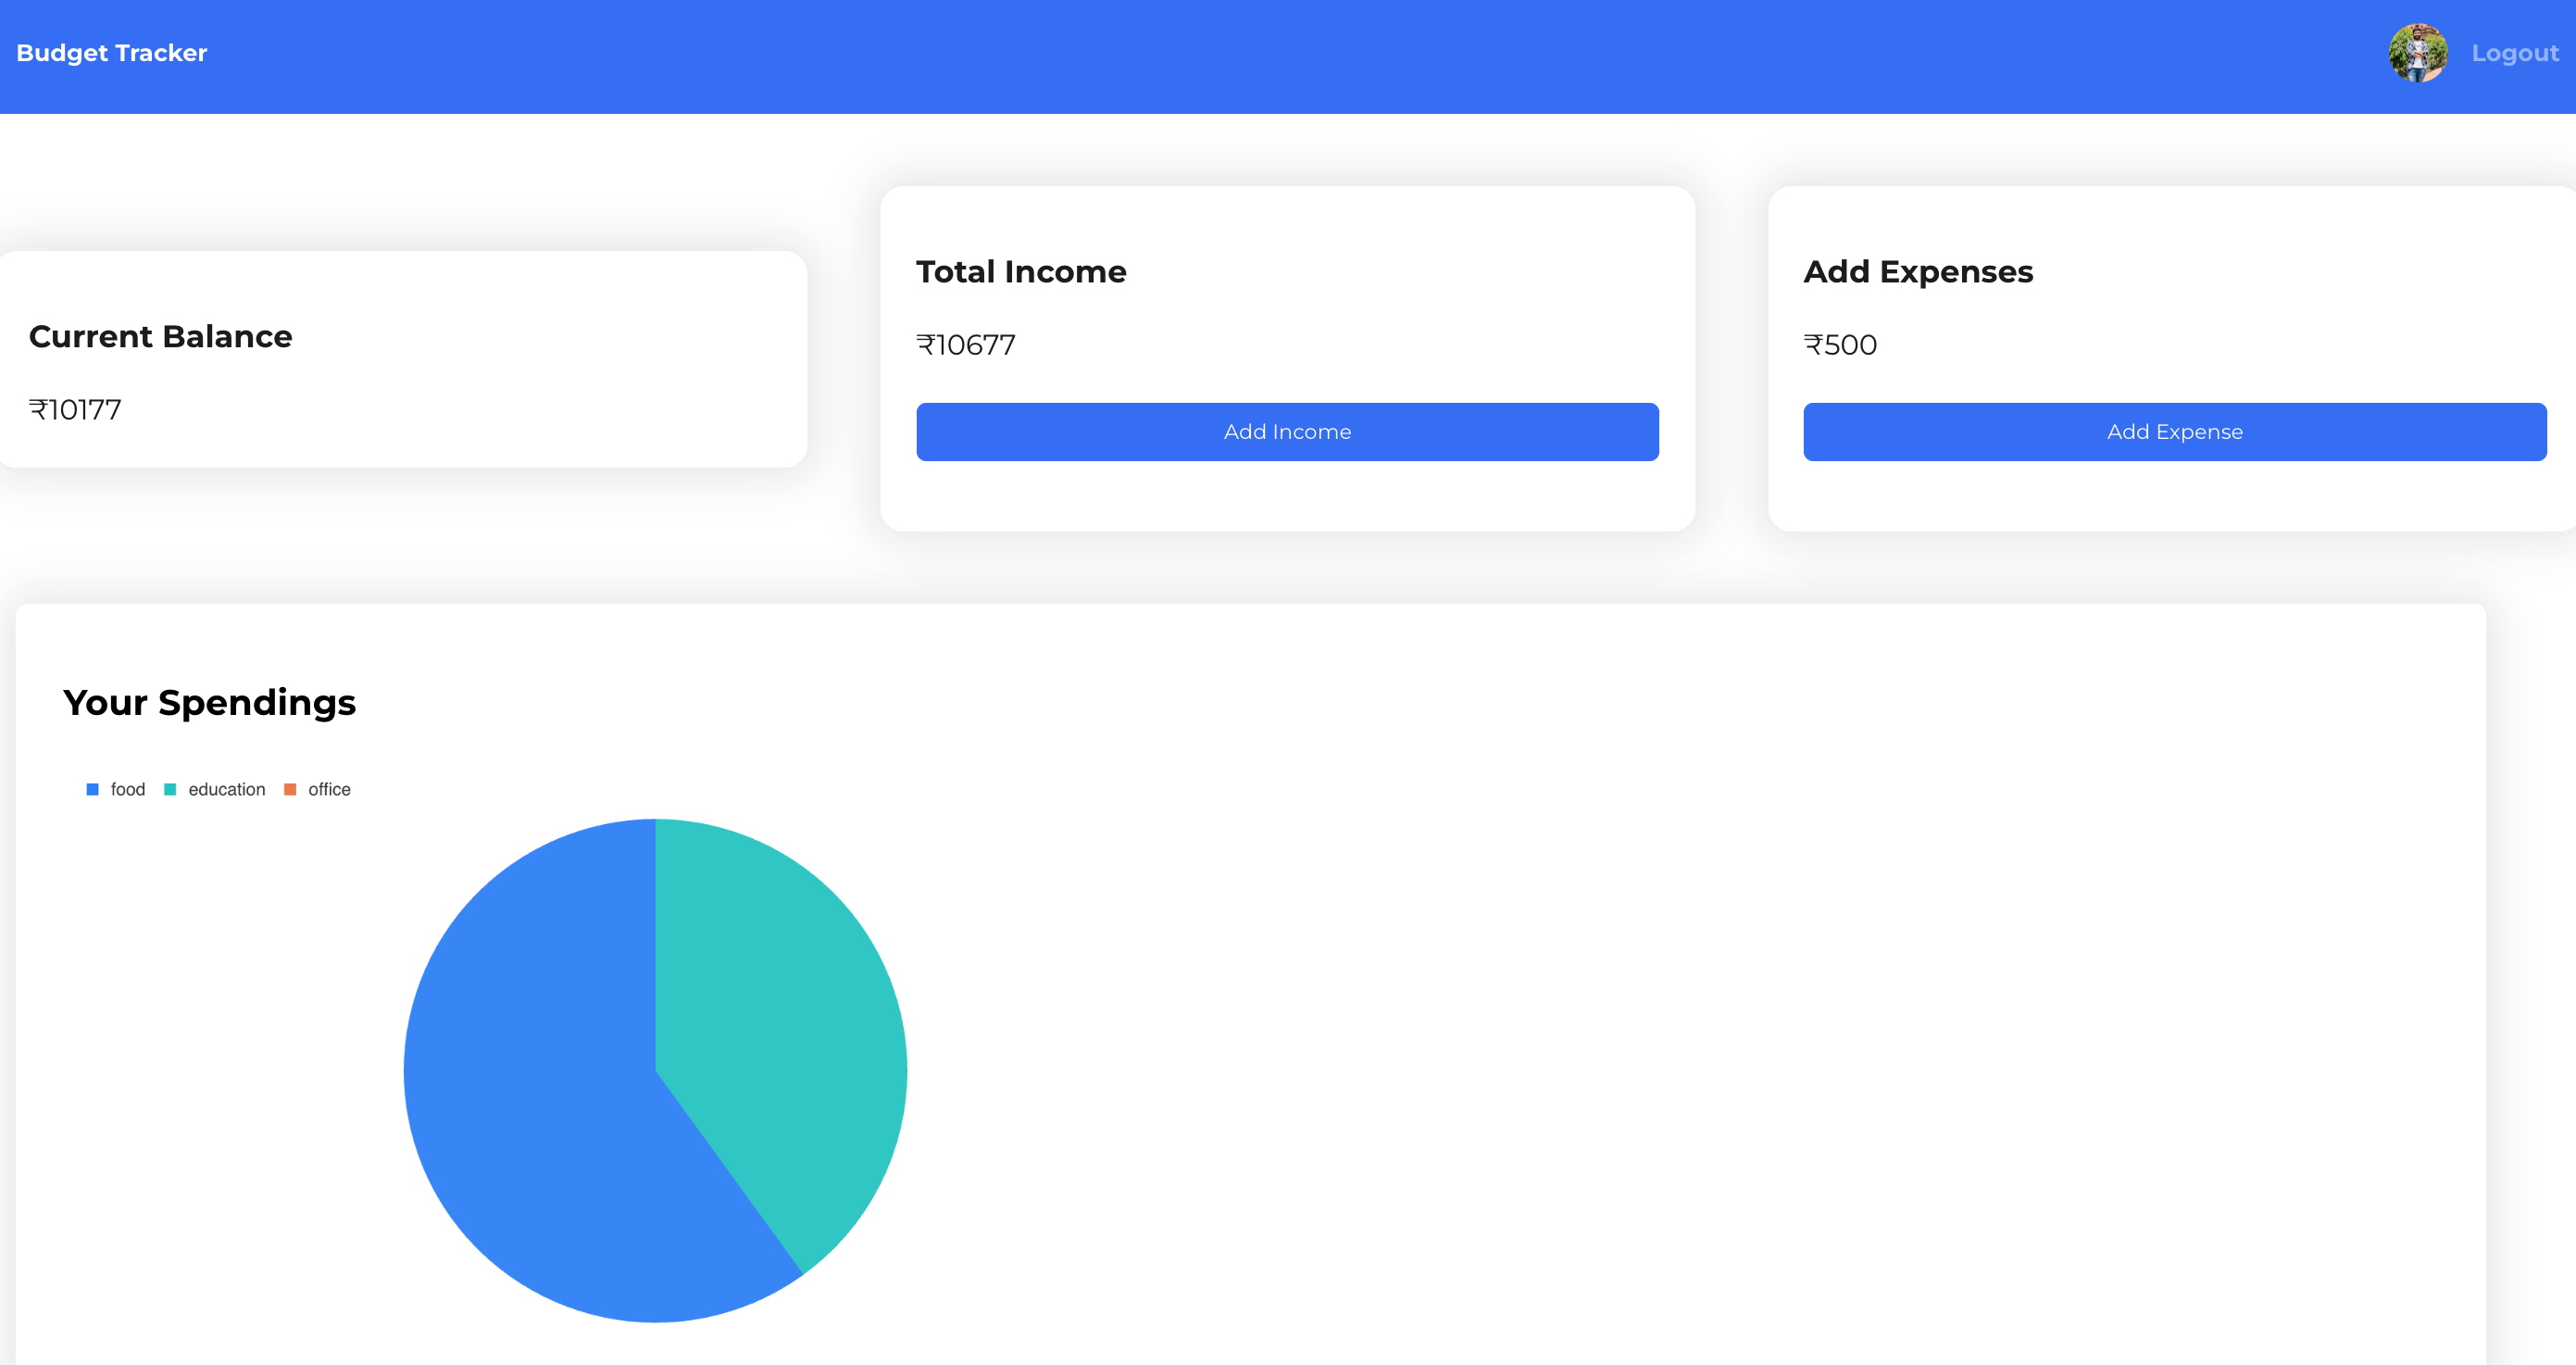 Budget Tracker
Logout
Current Balance
₹10177
Total Income
₹10677
Add Income
Add Expenses
₹500
Add Expense
Your Spendings
food education office